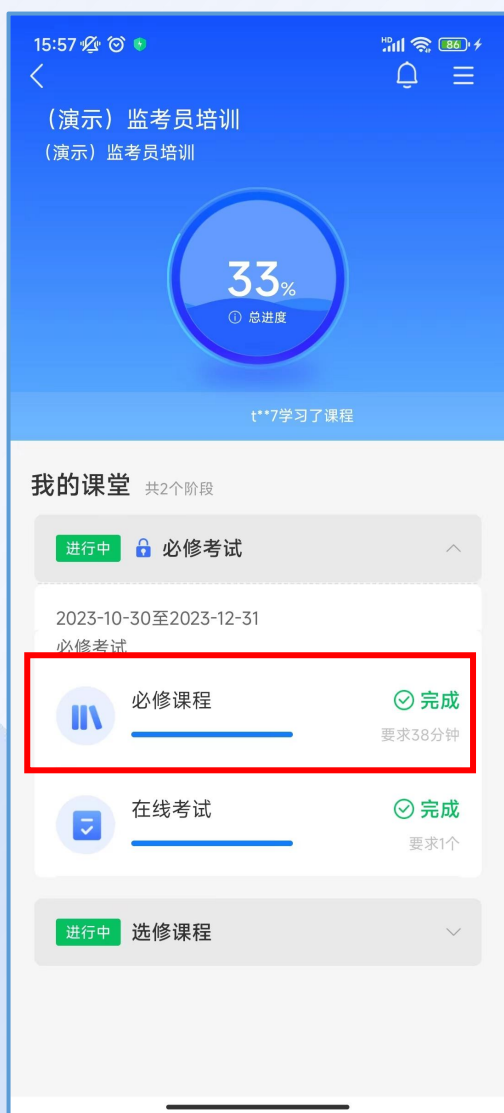 15:57
HD
86
（演示）监考员培训
（演示）监考员培训
33%
总进度
t**7学习了课程
我的课堂 共2个阶段
进行中 必修考试
2023-10-30至2023-12-31
必修考试
必修课程 完成
要求38分钟
在线考试 完成
要求1个
进行中 选修课程